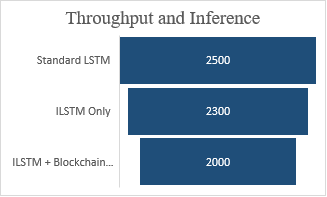 Throughput and Inference
Standard LSTM
2500
ILSTM Only
2300
ILSTM + Blockchain...
2000